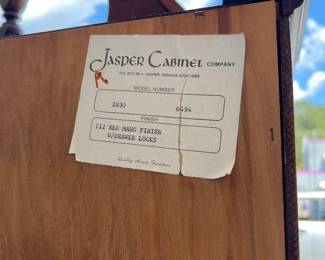 JASPER CABINET COMPANY
P.O. BOX 69 • JASPER, INDIANA 47547-0069
MODEL NUMBER
2830 6494
FINISH
112 RED MAHG FINISH
W/DRAWER LOCKS
Quality Accent Furniture